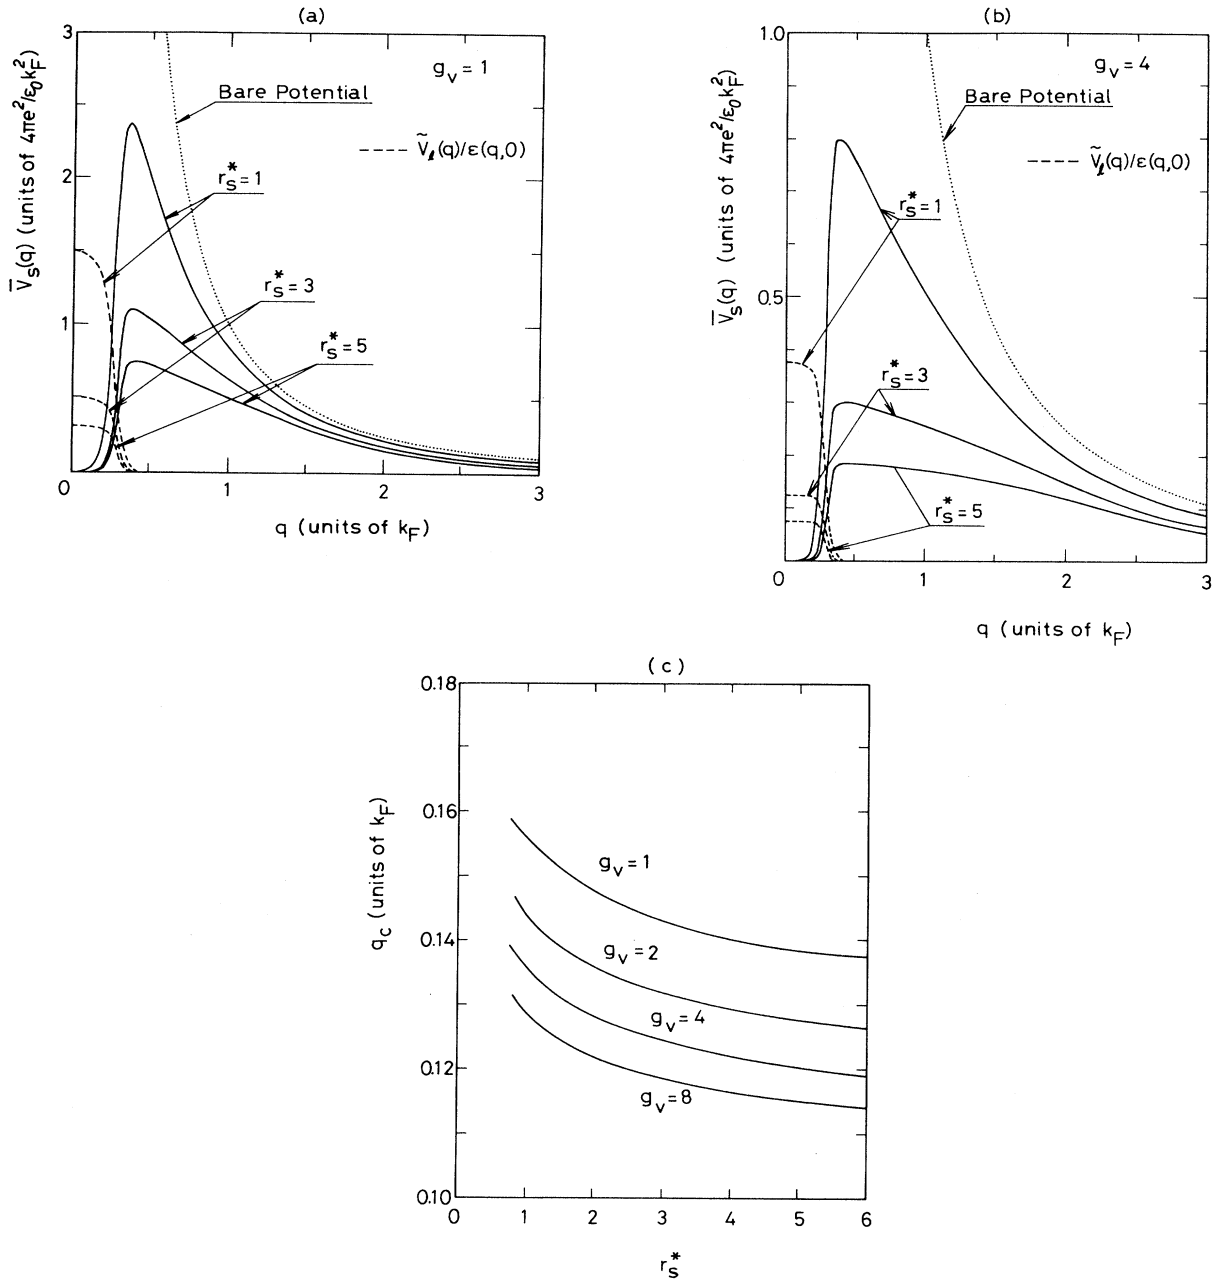 (a)
3
2
1
0
1
2
3
V̄s(q) (units of 4πe²/ε₀k_F²)
g_v = 1
Bare Potential
Ṽ_ℓ(q)/ε(q,0)
r_s* = 1
r_s* = 3
r_s* = 5
q (units of k_F)
(b)
1.0
0.5
0
1
2
3
V̄s(q) (units of 4πe²/ε₀k_F²)
g_v = 4
Bare Potential
Ṽ_ℓ(q)/ε(q,0)
r_s* = 1
r_s* = 3
r_s* = 5
q (units of k_F)
(c)
0.18
0.16
0.14
0.12
0.10
0
1
2
3
4
5
6
q_c (units of k_F)
g_v = 1
g_v = 2
g_v = 4
g_v = 8
r_s*